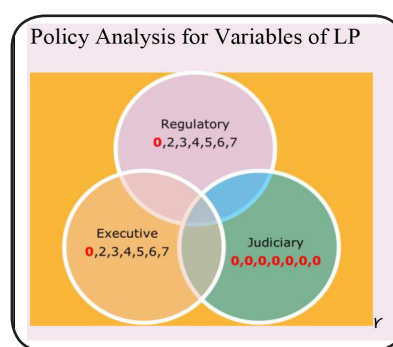 Policy Analysis for Variables of LP
Regulatory
0,2,3,4,5,6,7
Executive
0,2,3,4,5,6,7
Judiciary
0,0,0,0,0,0,0
r